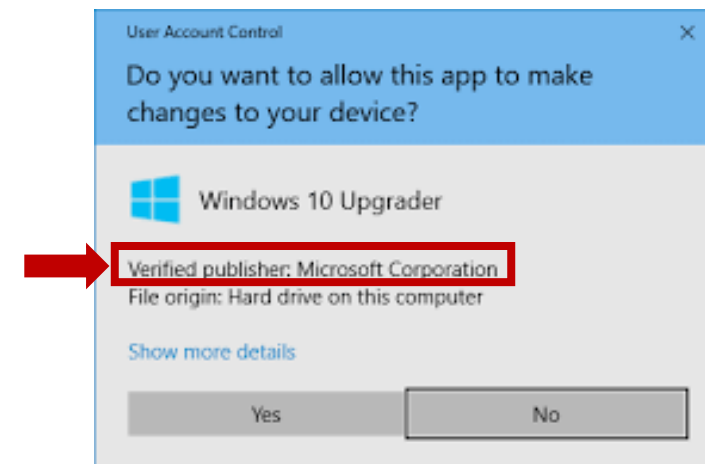 User Account Control
Do you want to allow this app to make
changes to your device?
Windows 10 Upgrader
Verified publisher: Microsoft Corporation
File origin: Hard drive on this computer
Show more details
Yes
No